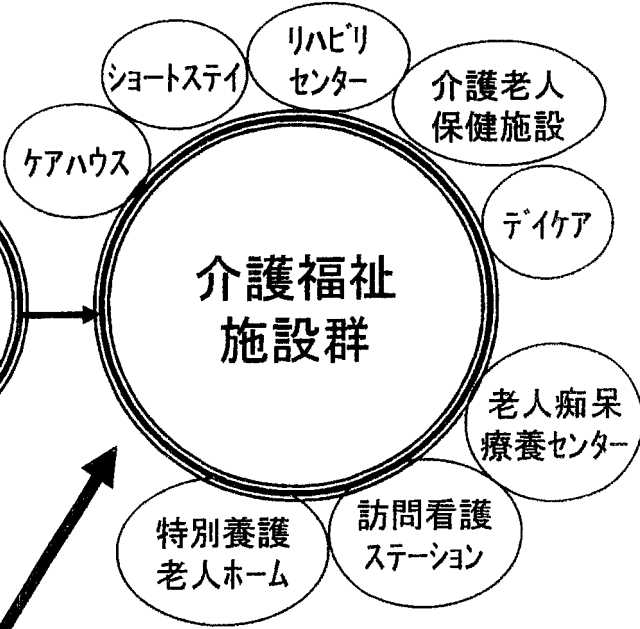 リハビリ
センター
ショートステイ
介護老人
保健施設
ケアハウス
デイケア
介護福祉
施設群
老人痴呆
療養センター
訪問看護
ステーション
特別養護
老人ホーム